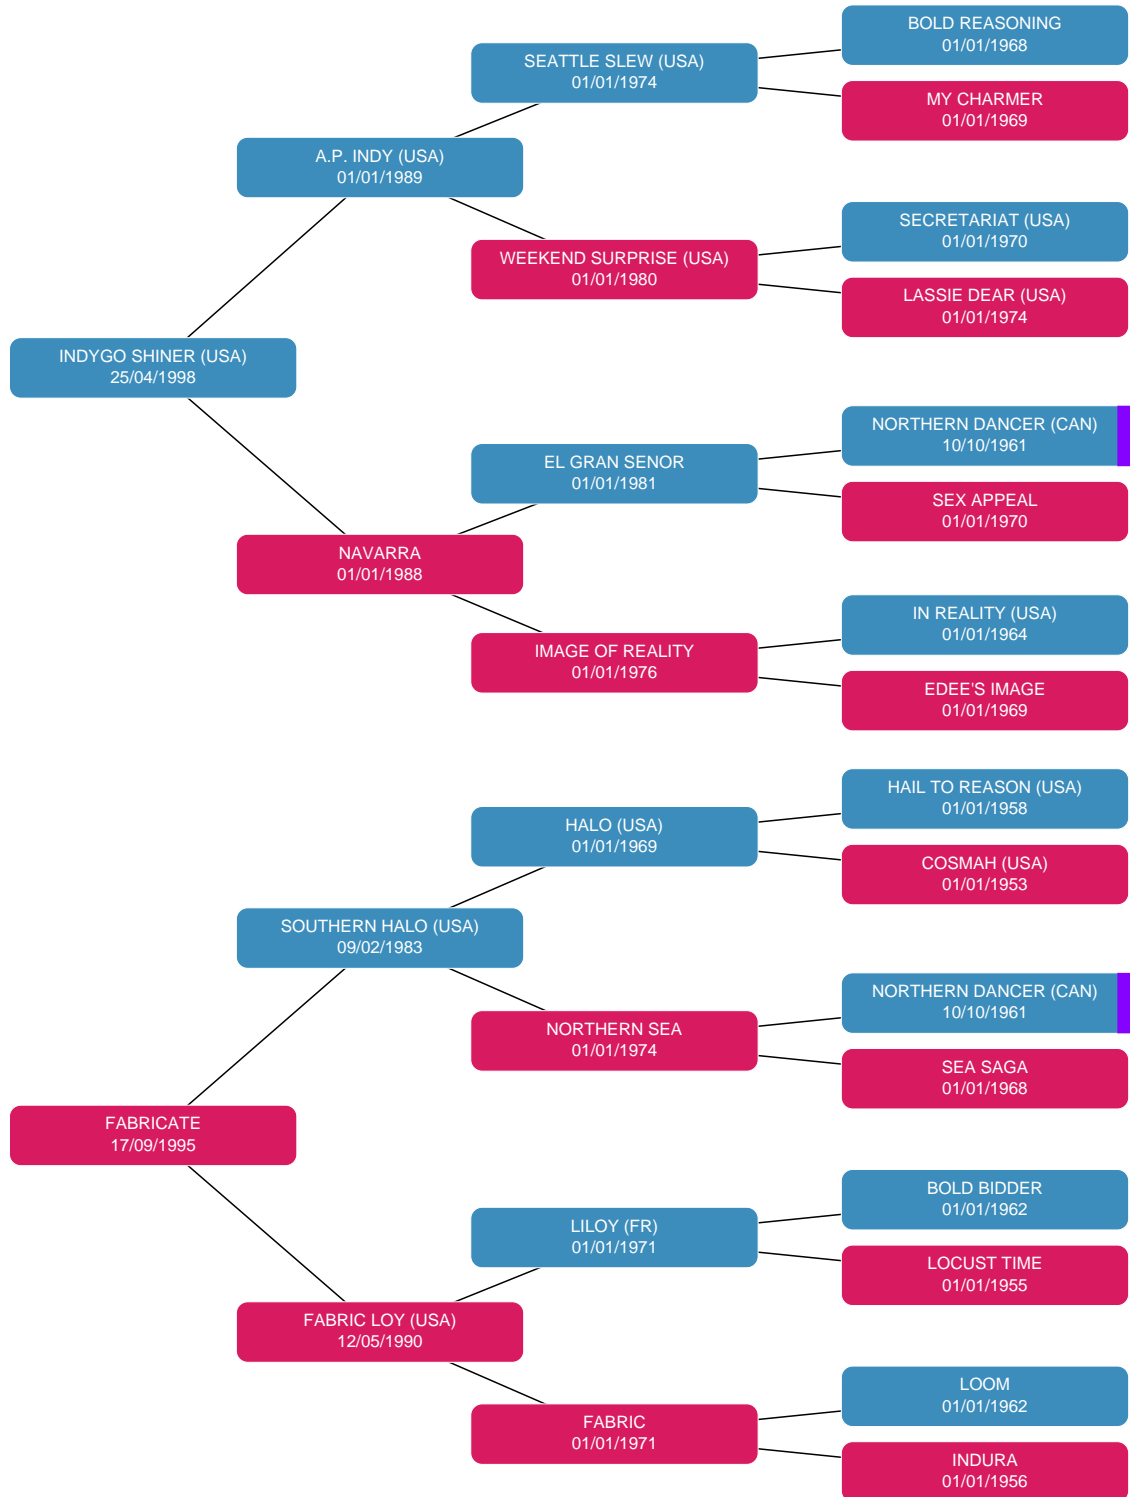 BOLD REASONING
01/01/1968
SEATTLE SLEW (USA)
01/01/1974
MY CHARMER
01/01/1969
A.P. INDY (USA)
01/01/1989
SECRETARIAT (USA)
01/01/1970
WEEKEND SURPRISE (USA)
01/01/1980
LASSIE DEAR (USA)
01/01/1974
INDYGO SHINER (USA)
25/04/1998
NORTHERN DANCER (CAN)
10/10/1961
EL GRAN SENOR
01/01/1981
SEX APPEAL
01/01/1970
NAVARRA
01/01/1988
IN REALITY (USA)
01/01/1964
IMAGE OF REALITY
01/01/1976
EDEE'S IMAGE
01/01/1969
HAIL TO REASON (USA)
01/01/1958
HALO (USA)
01/01/1969
COSMAH (USA)
01/01/1953
SOUTHERN HALO (USA)
09/02/1983
NORTHERN DANCER (CAN)
10/10/1961
NORTHERN SEA
01/01/1974
SEA SAGA
01/01/1968
FABRICATE
17/09/1995
BOLD BIDDER
01/01/1962
LILOY (FR)
01/01/1971
LOCUST TIME
01/01/1955
FABRIC LOY (USA)
12/05/1990
LOOM
01/01/1962
FABRIC
01/01/1971
INDURA
01/01/1956